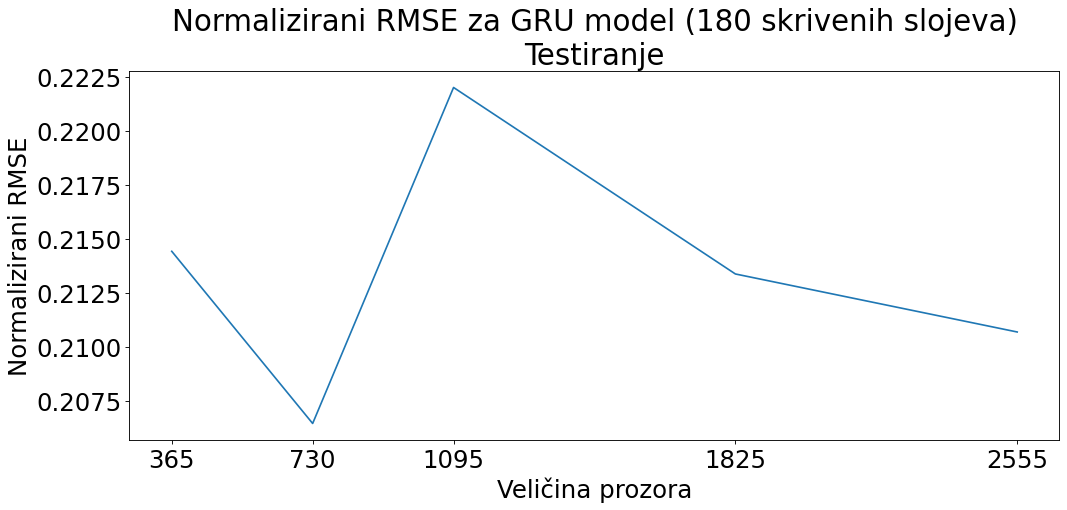 Normalizirani RMSE za GRU model (180 skrivenih slojeva)
Testiranje
Normalizirani RMSE
0.2225
0.2200
0.2175
0.2150
0.2125
0.2100
0.2075
365 730 1095 1825 2555
Veličina prozora